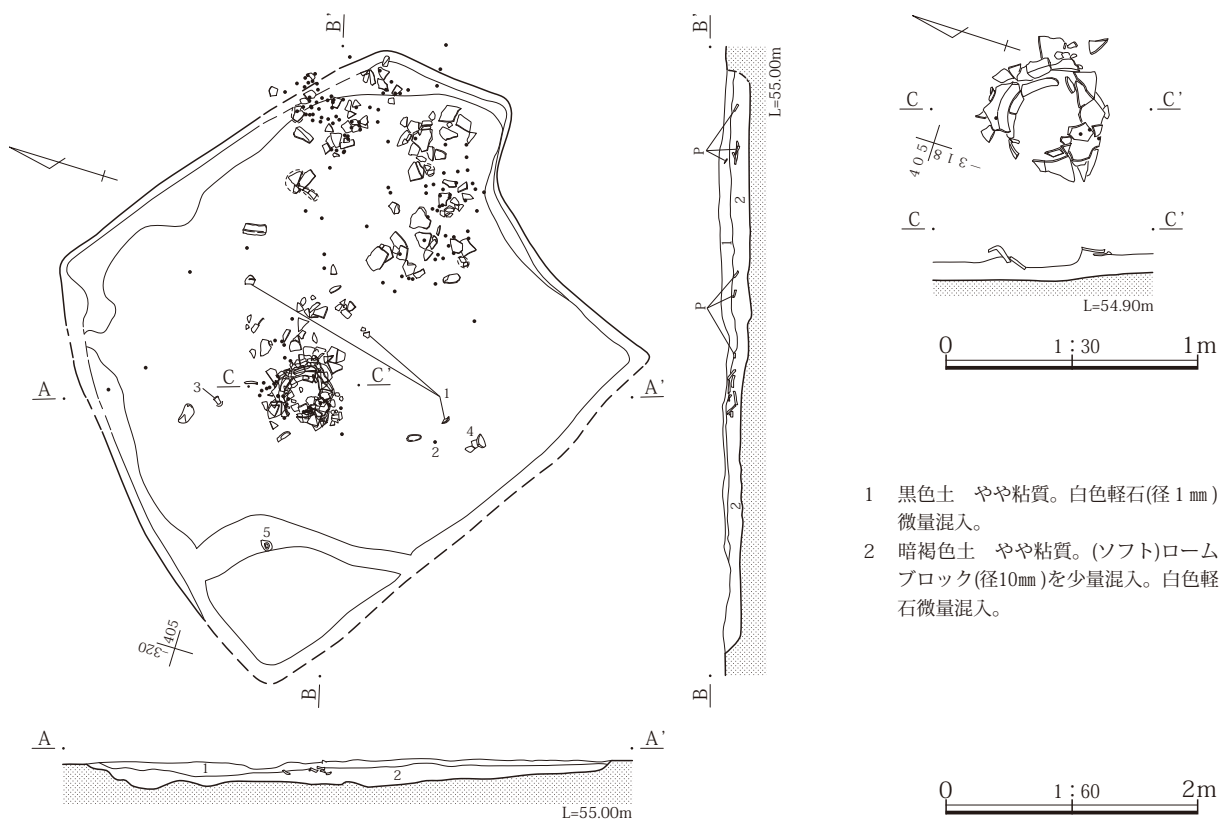 B'
B'
L=55.00m
C
C'
405
-318
P
2
1
C
C'
L=54.90m
P
0
1:30
1m
A
3
C
C'
1
A'
4
2
2
5
1 黒色土 やや粘質。白色軽石(径1㎜)
微量混入。
2 暗褐色土 やや粘質。(ソフト)ローム
ブロック(径10㎜)を少量混入。白色軽
石微量混入。
-320
405
B
B
A
A'
1
2
L=55.00m
0
1:60
2m